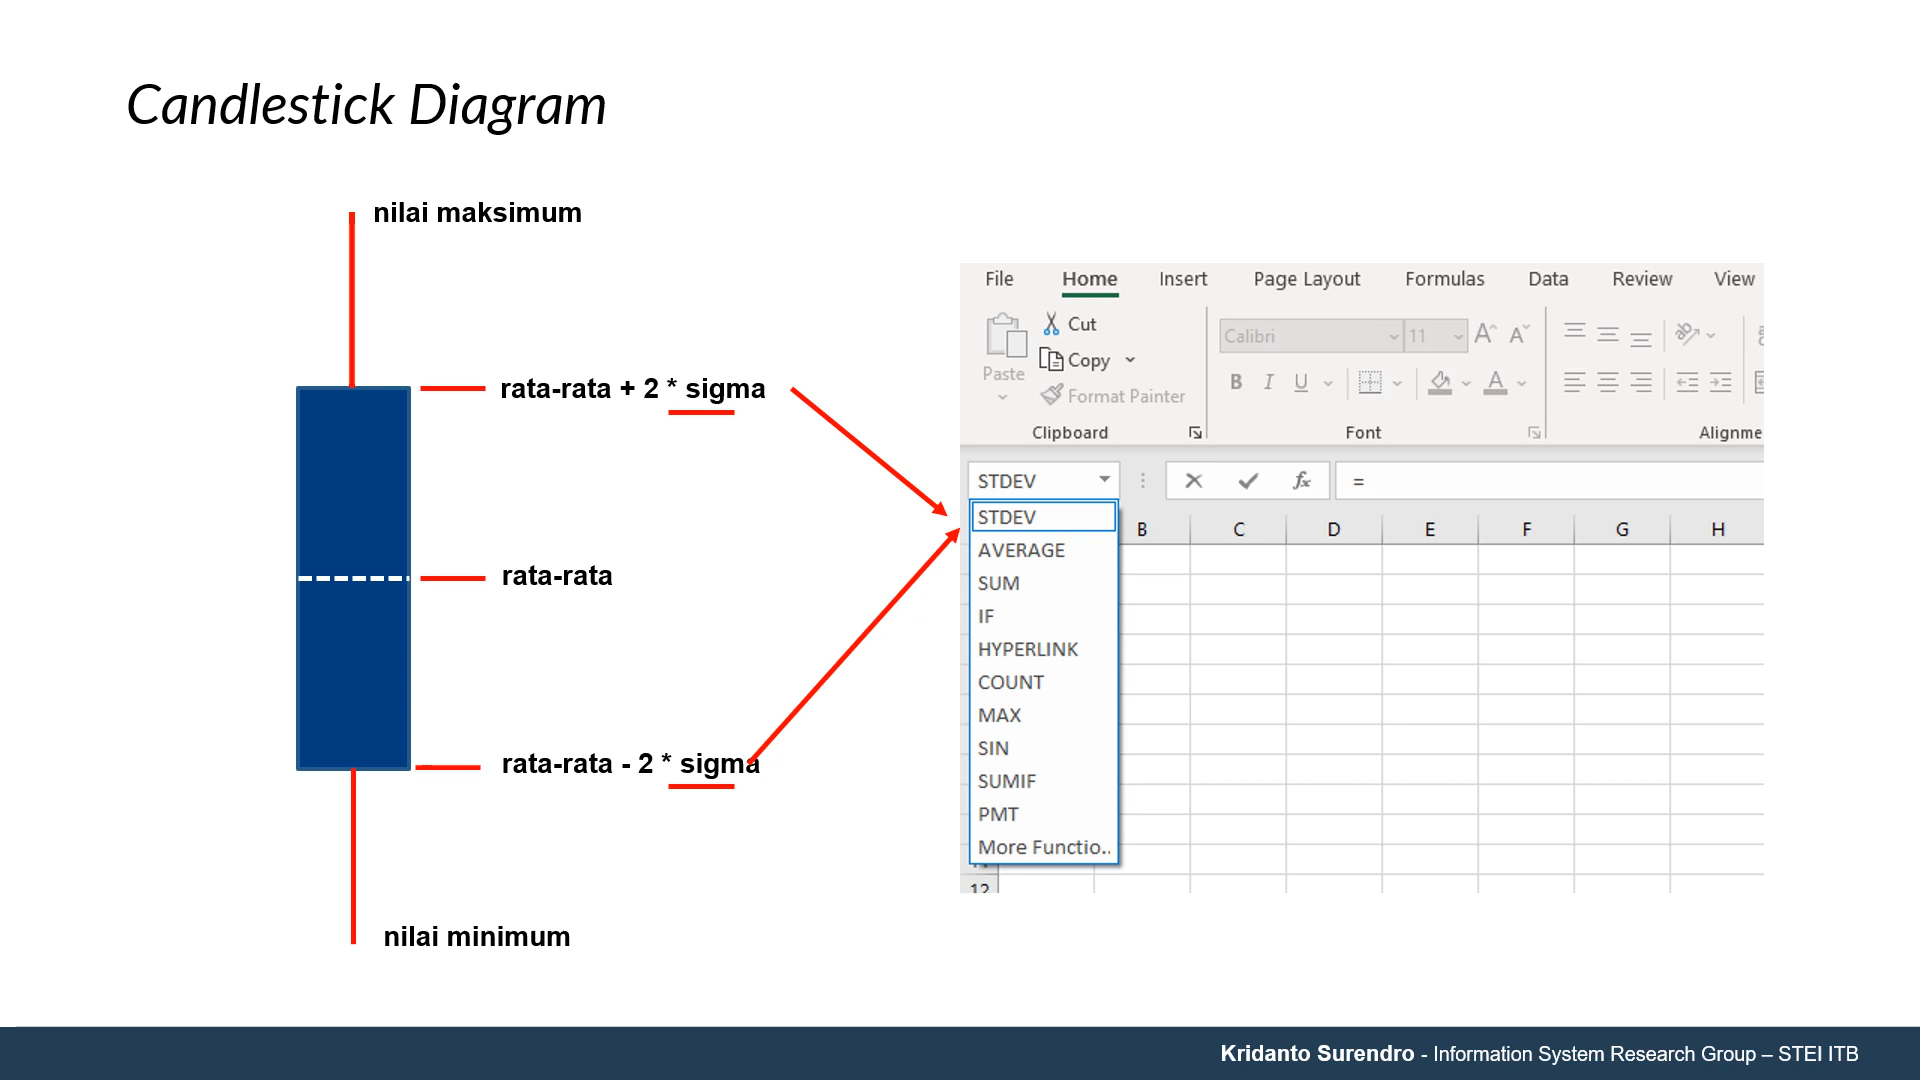 Candlestick Diagram
nilai maksimum
rata-rata + 2 * sigma
rata-rata
rata-rata - 2 * sigma
nilai minimum
File Home Insert Page Layout Formulas Data Review View
Cut
Copy
Paste
Format Painter
Calibri 11
B I U A
Clipboard Font Alignme
STDEV fx =
B C D E F G H
STDEV
AVERAGE
SUM
IF
HYPERLINK
COUNT
MAX
SIN
SUMIF
PMT
More Functio..
12
Kridanto Surendro - Information System Research Group – STEI ITB